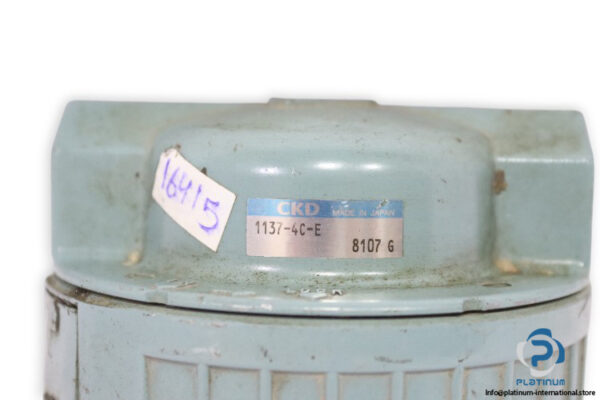 16415
CKD MADE IN JAPAN
1137-4C-E
8107 G
PLATINUM
info@platinum-international.store